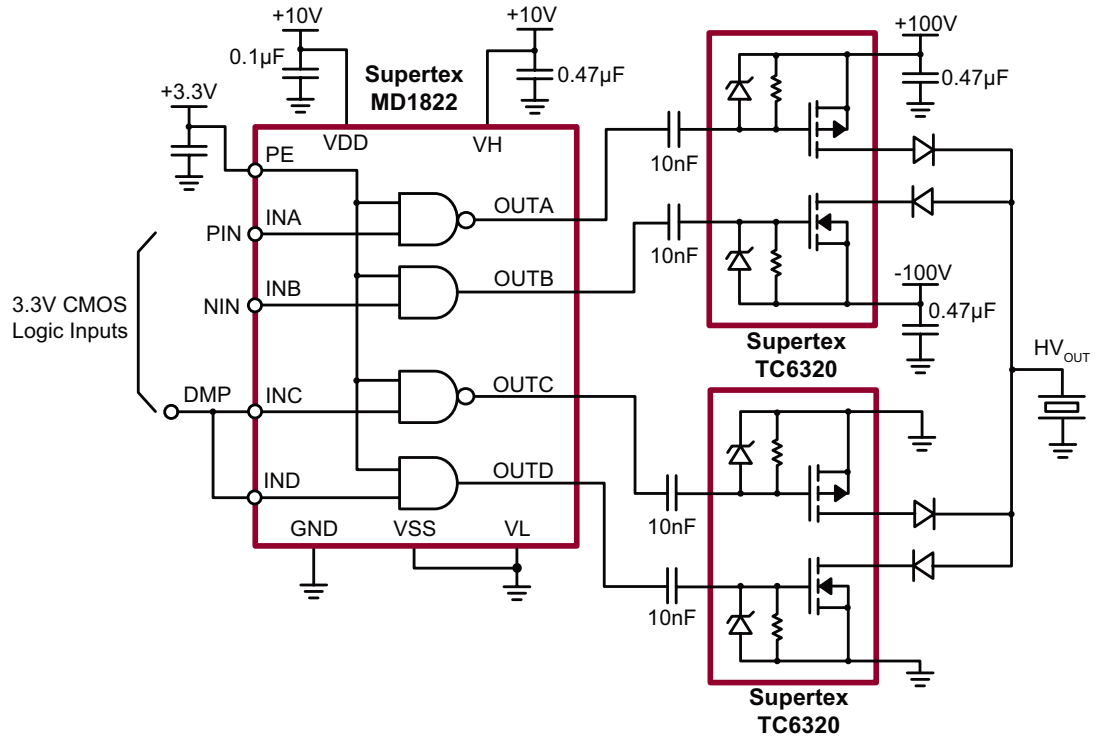 +10V
+10V
+100V
0.1µF
0.47µF
0.47µF
Supertex
MD1822
+3.3V
VDD
VH
PE
10nF
INA
OUTA
PIN
INB
OUTB
NIN
10nF
-100V
0.47µF
3.3V CMOS
Logic Inputs
Supertex
TC6320
HVOUT
DMP
INC
OUTC
IND
OUTD
10nF
GND
VSS
VL
10nF
Supertex
TC6320